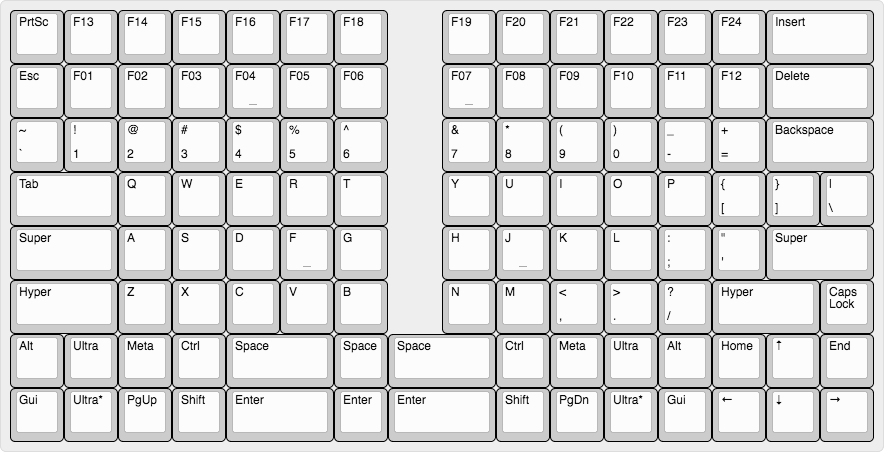 PrtSc F13 F14 F15 F16 F17 F18 F19 F20 F21 F22 F23 F24 Insert
Esc F01 F02 F03 F04 F05 F06 F07 F08 F09 F10 F11 F12 Delete
_ _
~ ! @ # $ % ^ & * ( ) _ + Backspace
` 1 2 3 4 5 6 7 8 9 0 - =
Tab Q W E R T Y U I O P { } |
[ ] \
Super A S D F G H J K L : " Super
_ _ ; '
Hyper Z X C V B N M < > ? Hyper Caps
Lock
, . /
Alt Ultra Meta Ctrl Space Space Space Ctrl Meta Ultra Alt Home ↑ End
Gui Ultra* PgUp Shift Enter Enter Enter Shift PgDn Ultra* Gui ← ↓ →